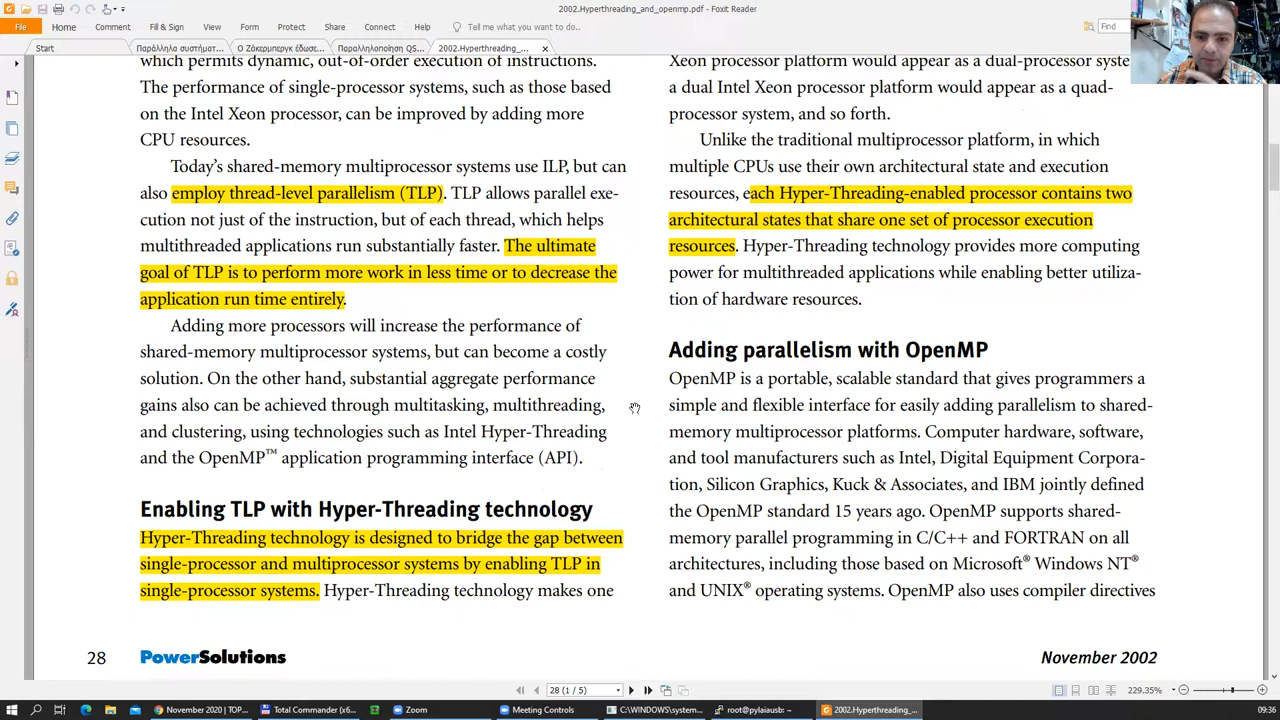 2002.Hyperthreading_and_openmp.pdf - Foxit Reader
File Home Comment Fill & Sign Form Protect Share Connect Help Tell me what you want to do...
Find
Start Παράλληλα συστήματ... Ο Ζάκερμπεργκ έδωσε... Παραλληλοποίηση QS... 2002.Hyperthreading_...
which permits dynamic, out-of-order execution of instructions.
The performance of single-processor systems, such as those based
on the Intel Xeon processor, can be improved by adding more
CPU resources.
Today's shared-memory multiprocessor systems use ILP, but can
also employ thread-level parallelism (TLP). TLP allows parallel exe-
cution not just of the instruction, but of each thread, which helps
multithreaded applications run substantially faster. The ultimate
goal of TLP is to perform more work in less time or to decrease the
application run time entirely.
Adding more processors will increase the performance of
shared-memory multiprocessor systems, but can become a costly
solution. On the other hand, substantial aggregate performance
gains also can be achieved through multitasking, multithreading,
and clustering, using technologies such as Intel Hyper-Threading
and the OpenMP™ application programming interface (API).
Enabling TLP with Hyper-Threading technology
Hyper-Threading technology is designed to bridge the gap between
single-processor and multiprocessor systems by enabling TLP in
single-processor systems. Hyper-Threading technology makes one
Xeon processor platform would appear as a dual-processor syste
a dual Intel Xeon processor platform would appear as a quad-
processor system, and so forth.
Unlike the traditional multiprocessor platform, in which
multiple CPUs use their own architectural state and execution
resources, each Hyper-Threading-enabled processor contains two
architectural states that share one set of processor execution
resources. Hyper-Threading technology provides more computing
power for multithreaded applications while enabling better utiliza-
tion of hardware resources.
Adding parallelism with OpenMP
OpenMP is a portable, scalable standard that gives programmers a
simple and flexible interface for easily adding parallelism to shared-
memory multiprocessor platforms. Computer hardware, software,
and tool manufacturers such as Intel, Digital Equipment Corpora-
tion, Silicon Graphics, Kuck & Associates, and IBM jointly defined
the OpenMP standard 15 years ago. OpenMP supports shared-
memory parallel programming in C/C++ and FORTRAN on all
architectures, including those based on Microsoft® Windows NT®
and UNIX® operating systems. OpenMP also uses compiler directives
28 PowerSolutions November 2002
28 (1 / 5) 229.35%
November 2020 | TOP... Total Commander (x6... Zoom Meeting Controls C:\WINDOWS\system... root@pylaiausb: ~ 2002.Hyperthreading_... 09:36